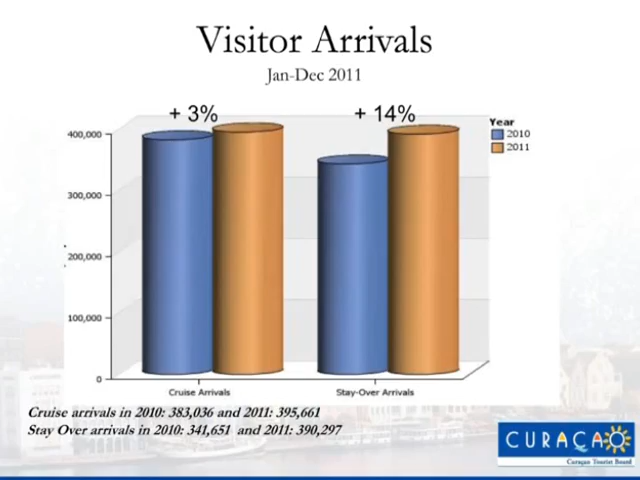 Visitor Arrivals
Jan-Dec 2011
+ 3%
+ 14%
Year
2010
2011
400,000
300,000
200,000
100,000
0
Cruise Arrivals
Stay-Over Arrivals
Cruise arrivals in 2010: 383,036 and 2011: 395,661
Stay Over arrivals in 2010: 341,651 and 2011: 390,297
CURAÇAO
Curaçao Tourist Board